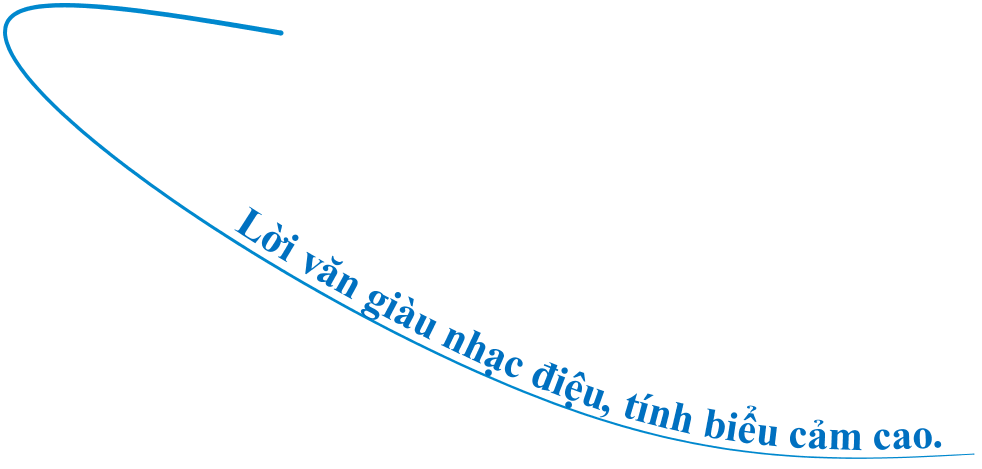 Lời văn giàu nhạc điệu, tính biểu cảm cao.